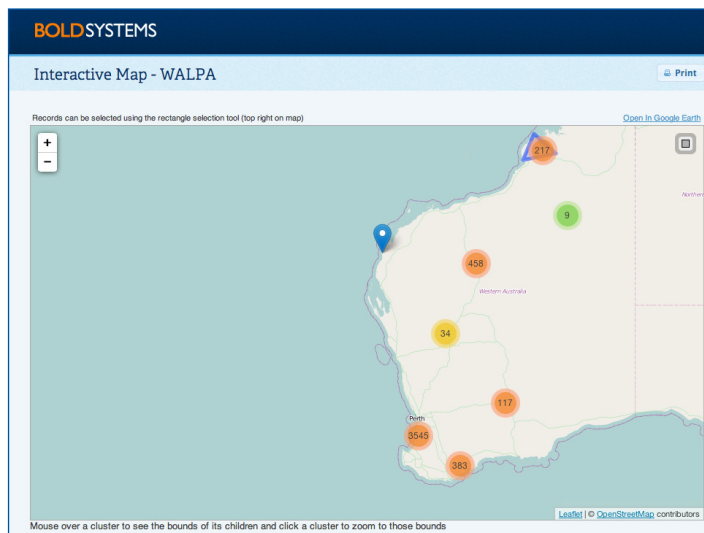 BOLDSYSTEMS
Interactive Map - WALPA
Print
Records can be selected using the rectangle selection tool (top right on map)
Open In Google Earth
+
−
217
Northern
9
458
Western Australia
34
117
Perth
3545
383
Leaflet | © OpenStreetMap contributors
Mouse over a cluster to see the bounds of its children and click a cluster to zoom to those bounds